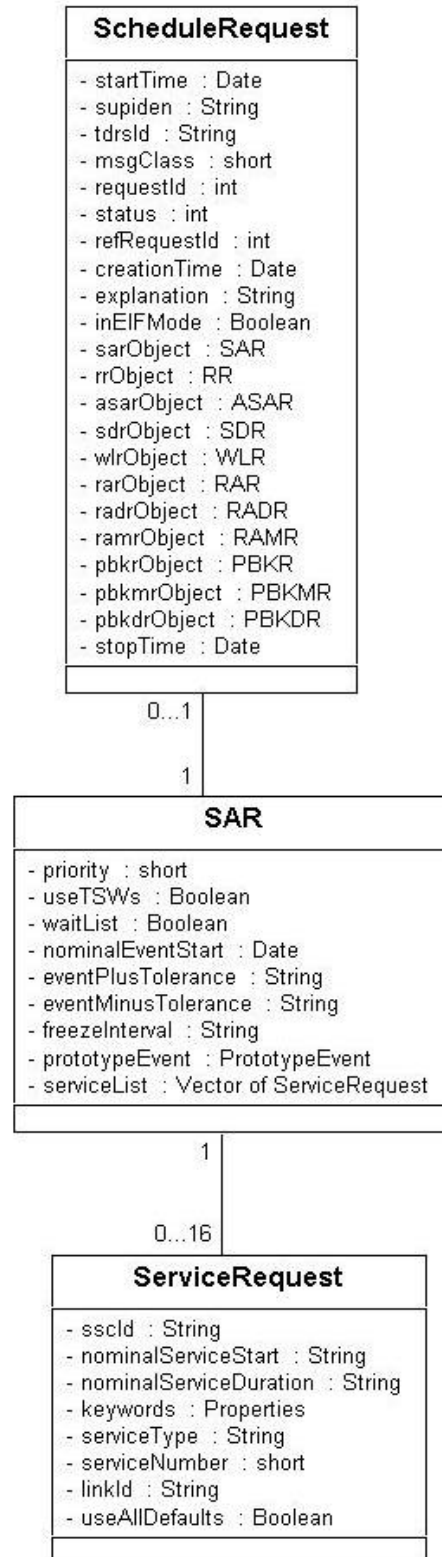 ScheduleRequest
- startTime : Date
- supiden : String
- tdrsId : String
- msgClass : short
- requestId : int
- status : int
- refRequestId : int
- creationTime : Date
- explanation : String
- inEIFMode : Boolean
- sarObject : SAR
- rrObject : RR
- asarObject : ASAR
- sdrObject : SDR
- wlrObject : WLR
- rarObject : RAR
- radrObject : RADR
- ramrObject : RAMR
- pbkrObject : PBKR
- pbkmrObject : PBKMR
- pbkdrObject : PBKDR
- stopTime : Date
0...1
1
SAR
- priority : short
- useTSWs : Boolean
- waitList : Boolean
- nominalEventStart : Date
- eventPlusTolerance : String
- eventMinusTolerance : String
- freezeInterval : String
- prototypeEvent : PrototypeEvent
- serviceList : Vector of ServiceRequest
1
0...16
ServiceRequest
- sscId : String
- nominalServiceStart : String
- nominalServiceDuration : String
- keywords : Properties
- serviceType : String
- serviceNumber : short
- linkId : String
- useAllDefaults : Boolean